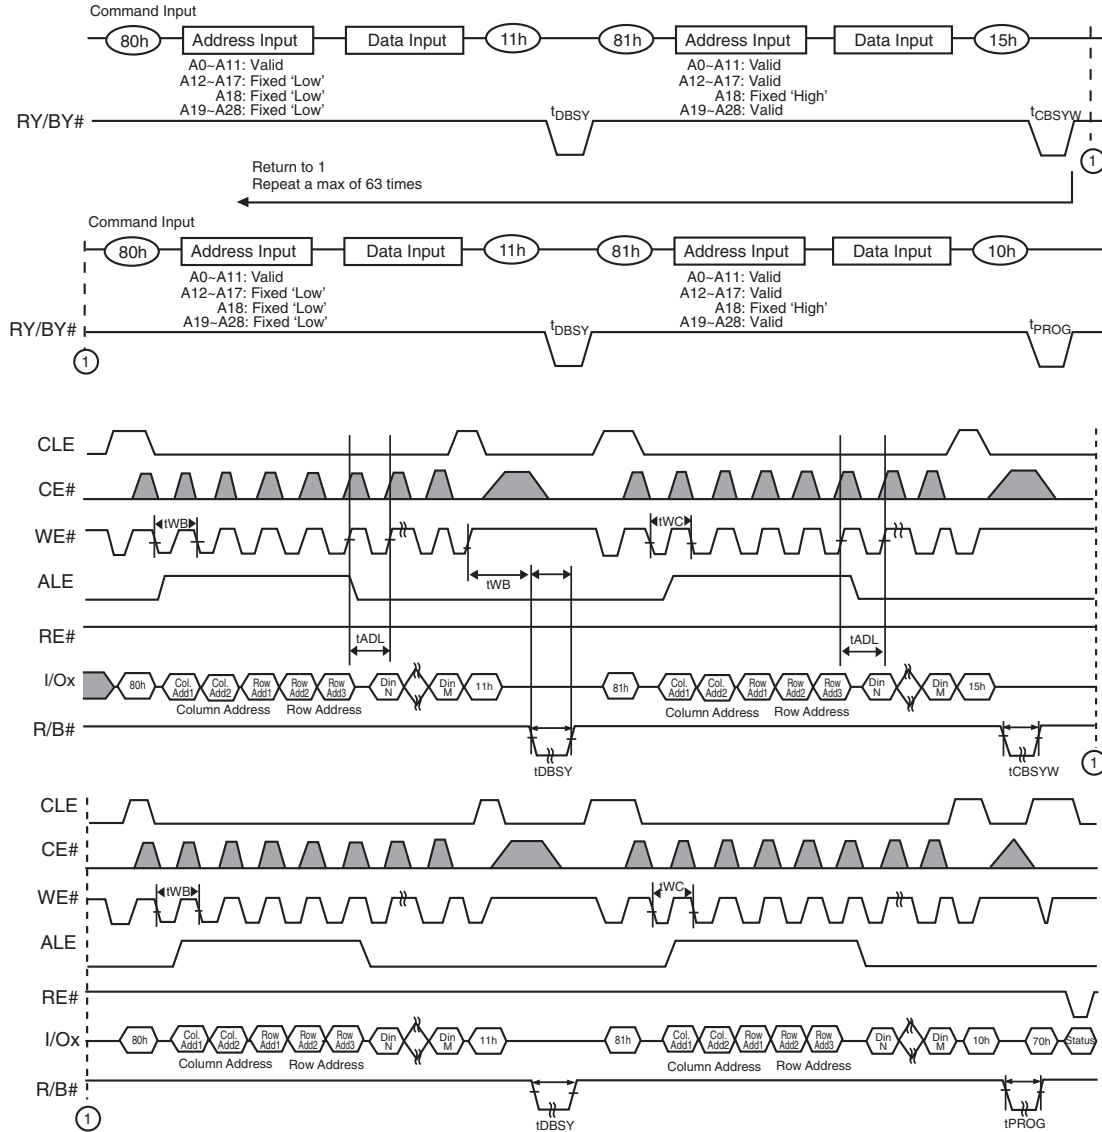 Command Input
80h Address Input Data Input 11h 81h Address Input Data Input 15h
A0~A11: Valid A0~A11: Valid
A12~A17: Fixed ‘Low’ A12~A17: Valid
A18: Fixed ‘Low’ A18: Fixed ‘High’
A19~A28: Fixed ‘Low’ A19~A28: Valid
RY/BY# tDBSY tCBSYW
1
Return to 1
Repeat a max of 63 times
Command Input
80h Address Input Data Input 11h 81h Address Input Data Input 10h
A0~A11: Valid A0~A11: Valid
A12~A17: Fixed ‘Low’ A12~A17: Valid
A18: Fixed ‘Low’ A18: Fixed ‘High’
A19~A28: Fixed ‘Low’ A19~A28: Valid
RY/BY# tDBSY tPROG
1
CLE
CE#
WE# tWB tWC
ALE tWB
RE#
tADL tADL
I/Ox 80h Col. Add1 Col. Add2 Row Add1 Row Add2 Row Add3 Din N Din M 11h 81h Col. Add1 Col. Add2 Row Add1 Row Add2 Row Add3 Din N Din M 15h
Column Address Row Address Column Address Row Address
R/B#
tDBSY tCBSYW 1
CLE
CE#
WE# tWB tWC
ALE
RE#
I/Ox 80h Col. Add1 Col. Add2 Row Add1 Row Add2 Row Add3 Din N Din M 11h 81h Col. Add1 Col. Add2 Row Add1 Row Add2 Row Add3 Din N Din M 10h 70h Status
Column Address Row Address Column Address Row Address
R/B#
1 tDBSY tPROG